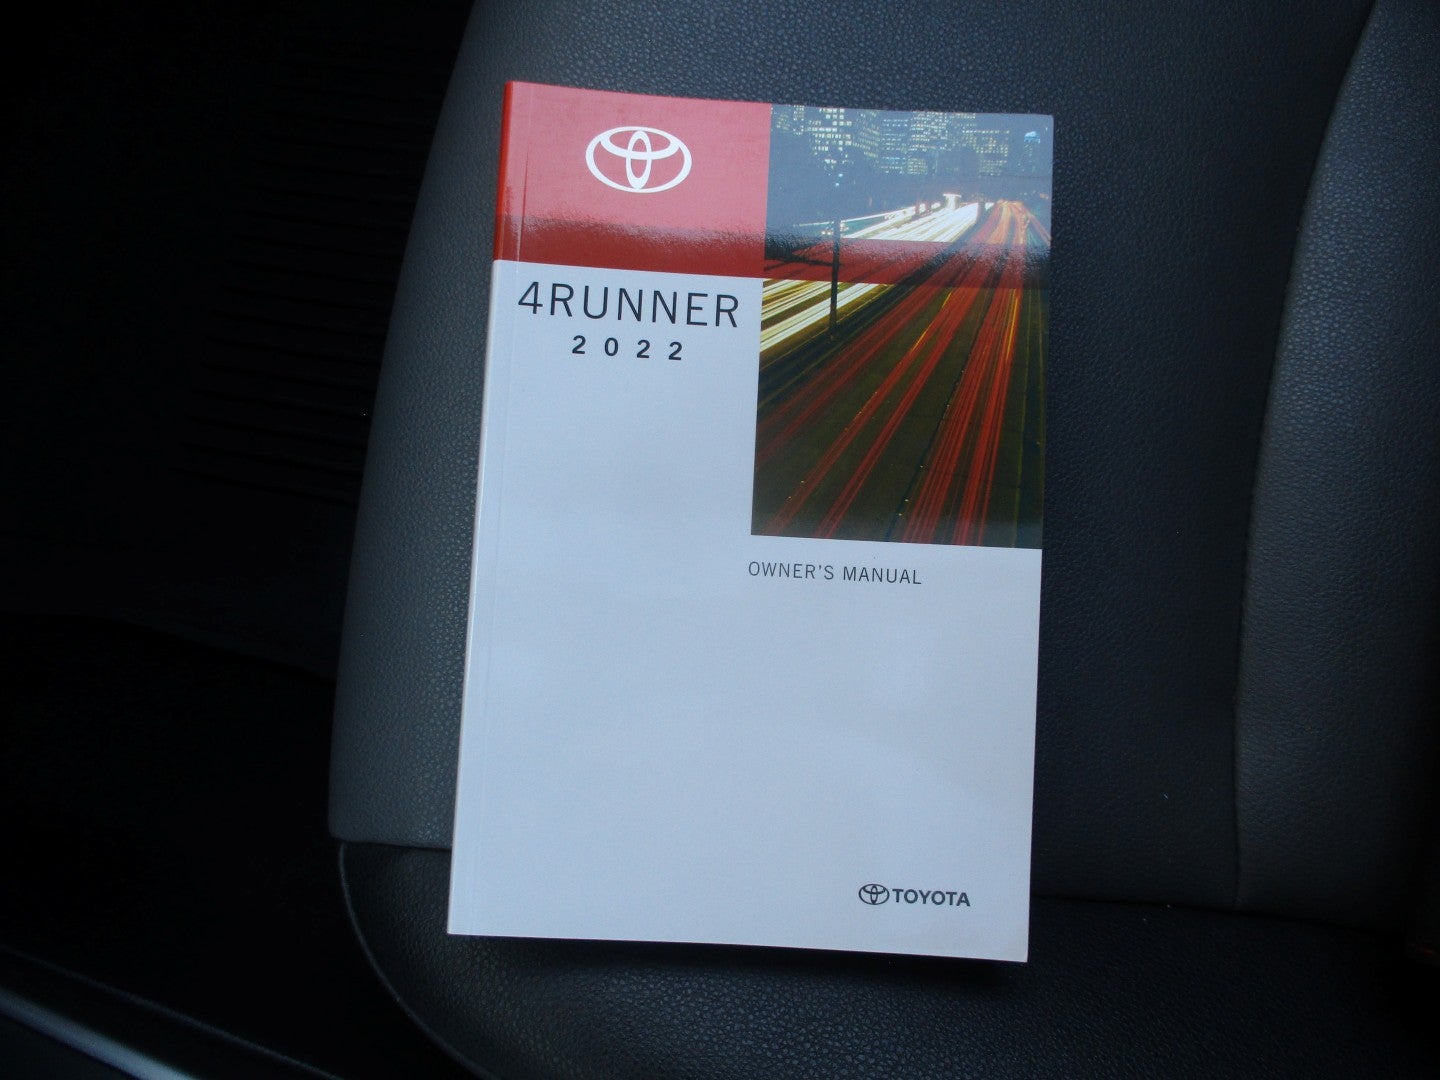 4RUNNER
2022
OWNER'S MANUAL
TOYOTA